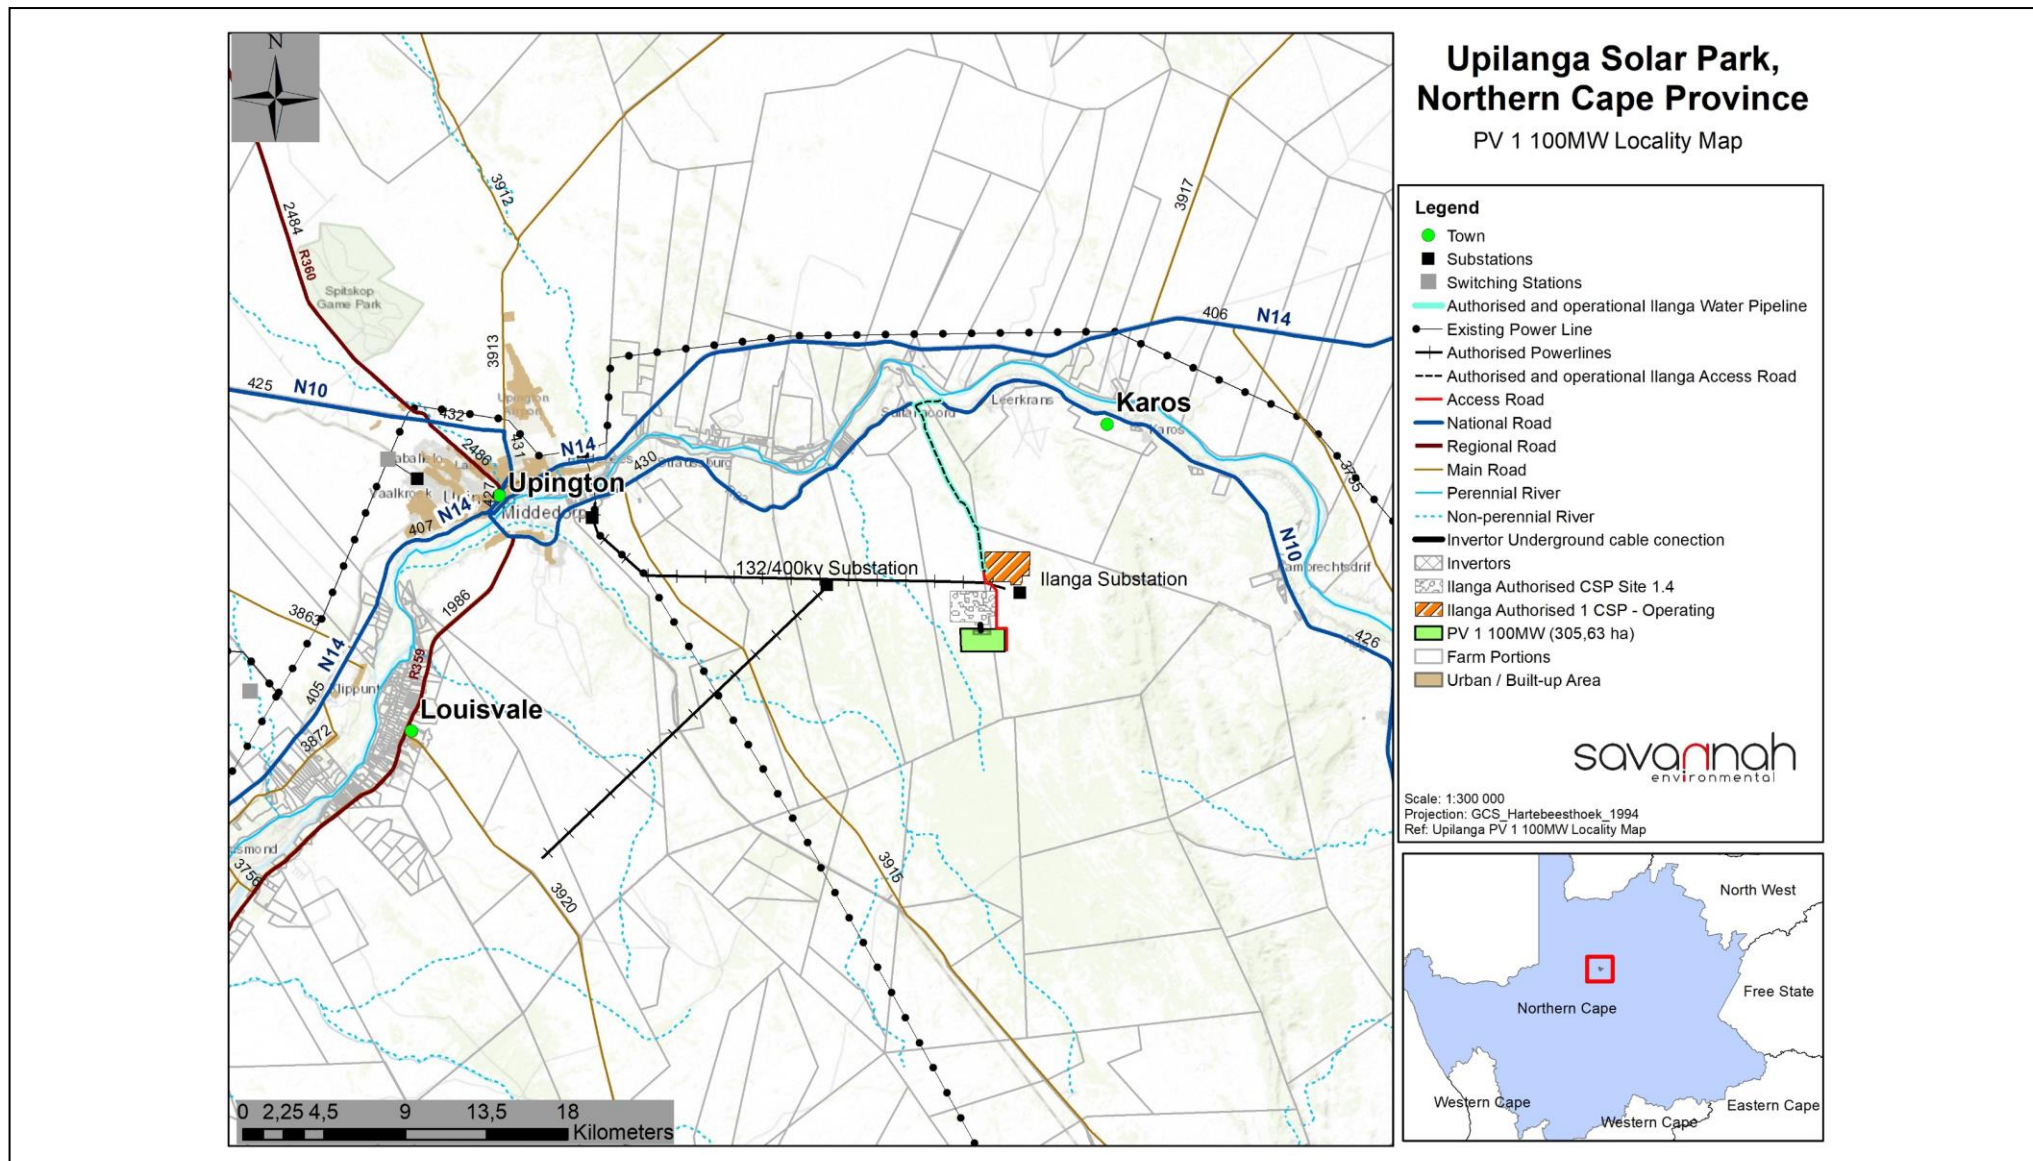 Upilanga Solar Park,
Northern Cape Province
PV 1 100MW Locality Map
N
2484
R360
Spitskop
Game Park
3912
3913
3917
406
N14
425
N10
432
Upington
431
2486
N14
430
Straussburg
Leerkrans
Karos
Karos
3795
Upington
427
N14
407
Middedorp
132/400kv Substation
Ilanga Substation
N10
426
3863
N14
1986
R359
405
3872
Louisvale
3756
3920
3915
0 2,25 4,5 9 13,5 18
Kilometers
Legend
Town
Substations
Switching Stations
Authorised and operational Ilanga Water Pipeline
Existing Power Line
Authorised Powerlines
Authorised and operational Ilanga Access Road
Access Road
National Road
Regional Road
Main Road
Perennial River
Non-perennial River
Invertor Underground cable conection
Invertors
Ilanga Authorised CSP Site 1.4
Ilanga Authorised 1 CSP - Operating
PV 1 100MW (305,63 ha)
Farm Portions
Urban / Built-up Area
savannah
environmental
Scale: 1:300 000
Projection: GCS_Hartebeesthoek_1994
Ref: Upilanga PV 1 100MW Locality Map
North West
Free State
Northern Cape
Western Cape
Eastern Cape
Western Cape